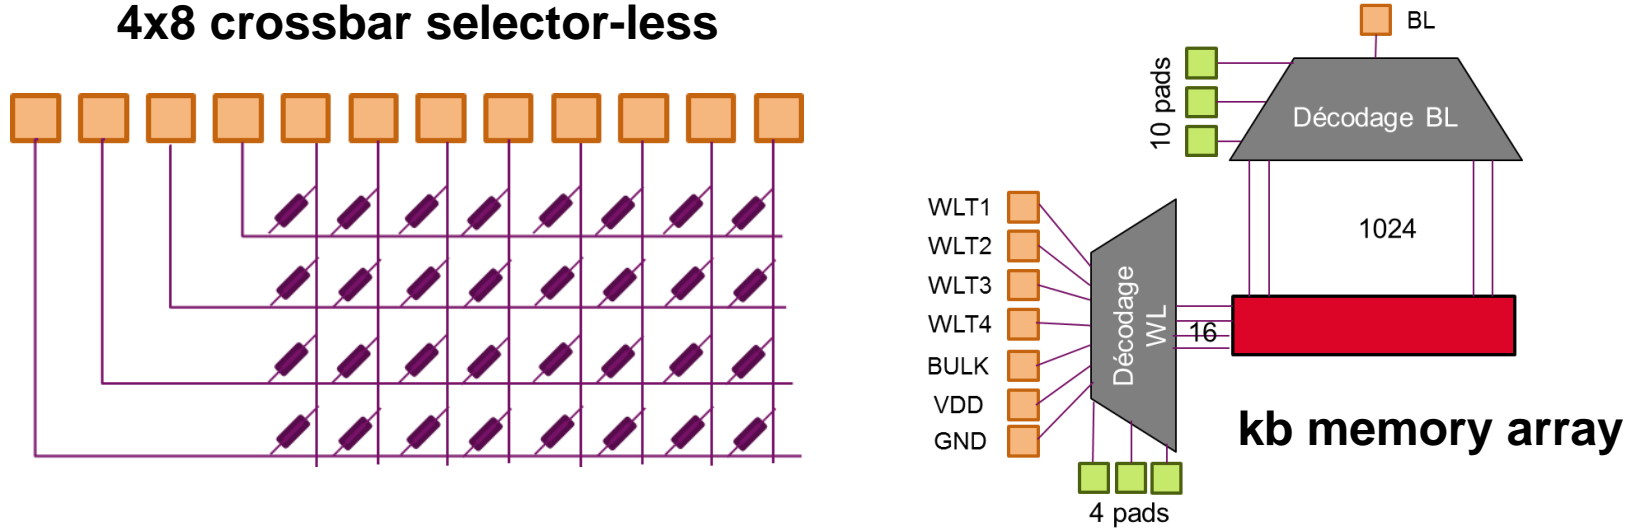 4x8 crossbar selector-less
BL
10 pads
Décodage BL
1024
WLT1
WLT2
WLT3
WLT4
BULK
VDD
GND
Décodage
WL
16
4 pads
kb memory array